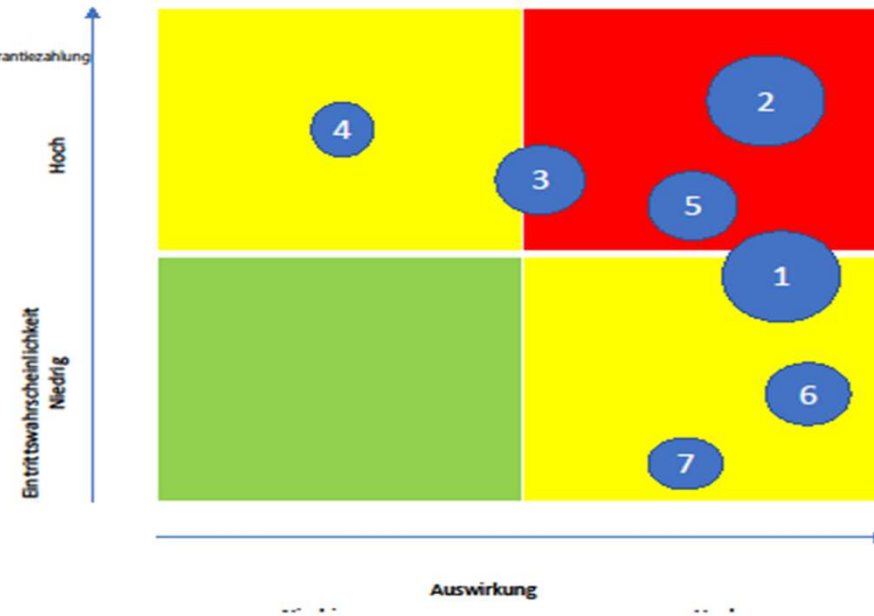 rantiezahlung
Hoch
Eintrittswahrscheinlichkeit
Niedrig
2
4
3
5
1
6
7
Auswirkung